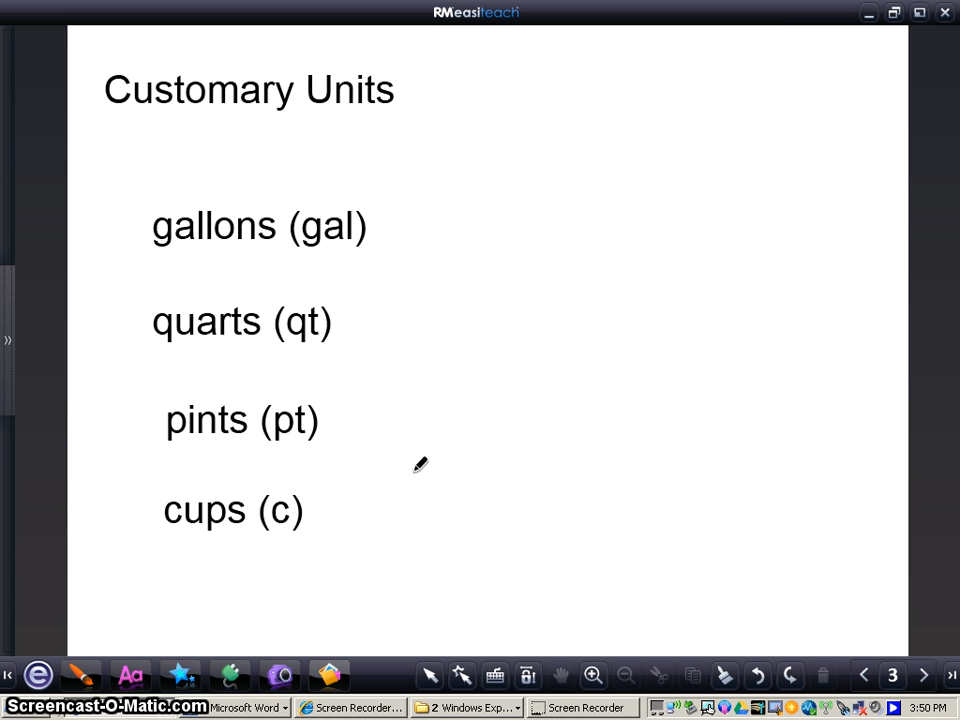 RMeasiteach
Customary Units
gallons (gal)
quarts (qt)
pints (pt)
cups (c)
Aa
3
Screencast-O-Matic.com
Microsoft Word
Screen Recorder...
2 Windows Exp...
Screen Recorder
3:50 PM